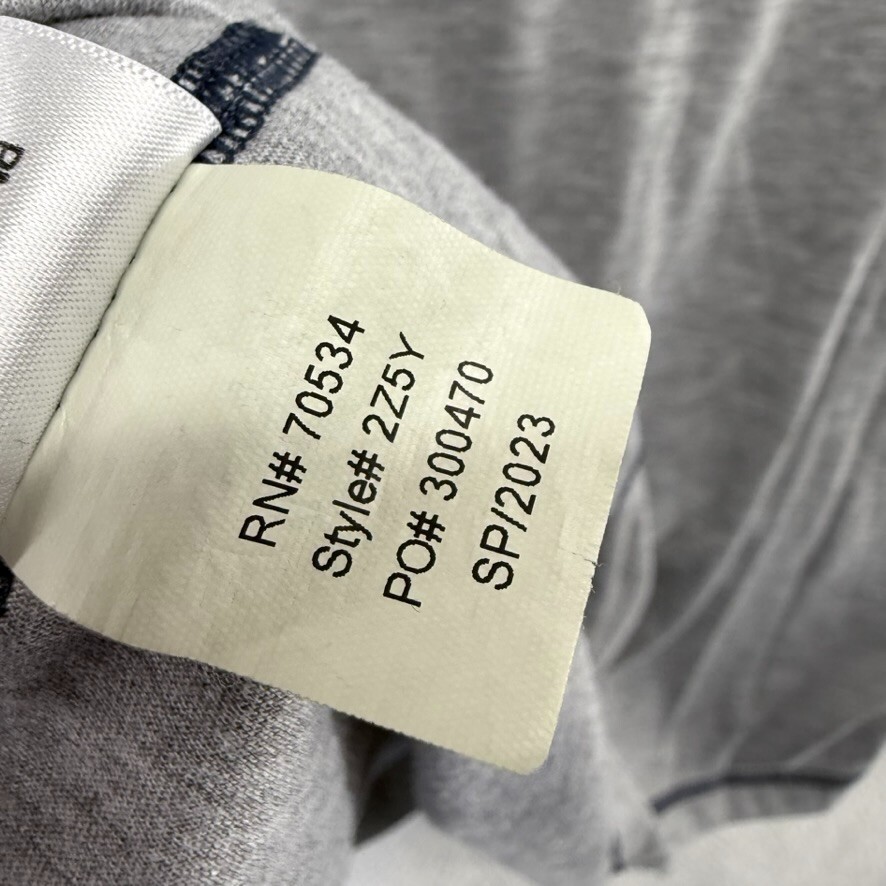 RN# 70534
Style# 2Z5Y
PO# 300470
SP/2023